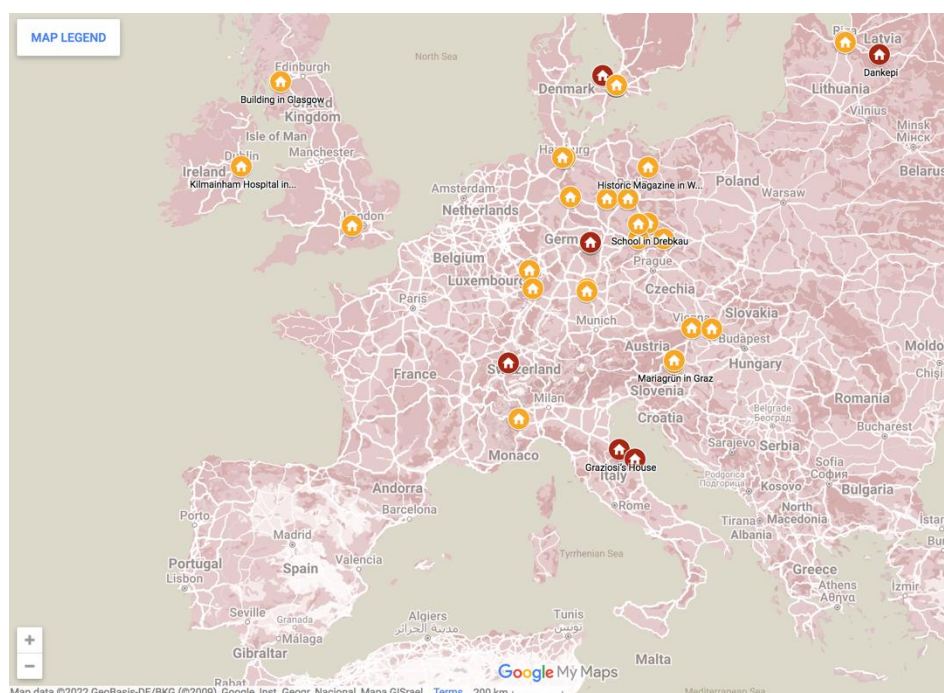 MAP LEGEND
North Sea
Riga
Latvia
Dankepi
Edinburgh
Denmark
Lithuania
Building in Glasgow
United
Kingdom
Vilnius
Isle of Man
Minsk
Мінск
Hamburg
Dublin
Manchester
Ireland
Belarus
Kilmainham Hospital in...
Historic Magazine in W...
Poland
Amsterdam
Warsaw
Netherlands
London
School in Drebkau
Belgium
Prague
Luxembourg
Czechia
Paris
Slovakia
Munich
Vienna
Budapest
Austria
Moldo
Chiși
France
Switzerland
Hungary
Mariagrün in Graz
Slovenia
Milan
Romania
Croatia
Belgrade
Београд
Bucharest
Monaco
Sarajevo
Serbia
Graziosi's House
Italy
Sofia
София
Andorra
Podgorica
Подгорица
Kosovo
Bulgaria
Barcelona
Rome
Porto
North
Macedonia
Tirana
İstan
Madrid
Albania
Bur
Portugal
Valencia
Tyrrhenian Sea
Spain
Greece
Lisbon
Athens
Αθήνα
Izmir
Seville
Granada
Algiers
مدينة الجزائر
Tunis
تونس
Málaga
Gibraltar
Malta
Google My Maps
Rabat
Map data ©2022 GeoBasis-DE/BKG (©2009), Google, Inst. Geogr. Nacional, Mapa GISrael
Terms
200 km
Mediterranean Sea